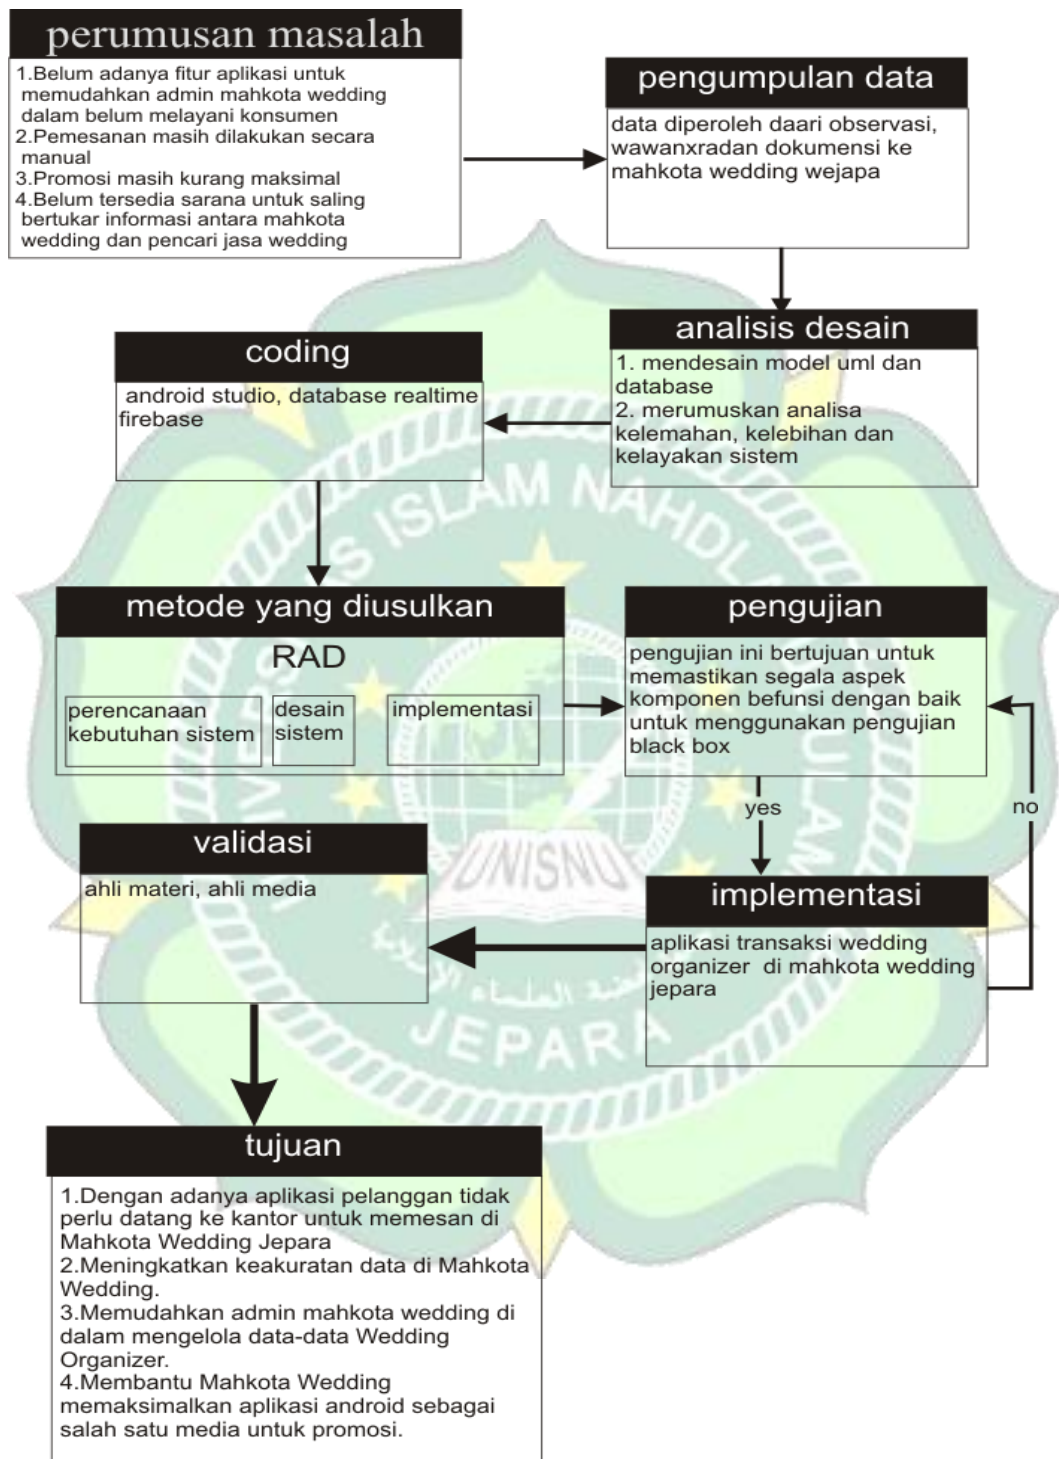 perumusan masalah
1.Belum adanya fitur aplikasi untuk
memudahkan admin mahkota wedding
dalam belum melayani konsumen
2.Pemesanan masih dilakukan secara
manual
3.Promosi masih kurang maksimal
4.Belum tersedia sarana untuk saling
bertukar informasi antara mahkota
wedding dan pencari jasa wedding
pengumpulan data
data diperoleh daari observasi,
wawanxradan dokumensi ke
mahkota wedding wejapa
analisis desain
1. mendesain model uml dan
database
2. merumuskan analisa
kelemahan, kelebihan dan
kelayakan sistem
coding
android studio, database realtime
firebase
metode yang diusulkan
RAD
perencanaan
kebutuhan sistem
desain
sistem
implementasi
pengujian
pengujian ini bertujuan untuk
memastikan segala aspek
komponen befunsi dengan baik
untuk menggunakan pengujian
black box
yes
no
implementasi
aplikasi transaksi wedding
organizer di mahkota wedding
jepara
validasi
ahli materi, ahli media
tujuan
1.Dengan adanya aplikasi pelanggan tidak
perlu datang ke kantor untuk memesan di
Mahkota Wedding Jepara
2.Meningkatkan keakuratan data di Mahkota
Wedding.
3.Memudahkan admin mahkota wedding di
dalam mengelola data-data Wedding
Organizer.
4.Membantu Mahkota Wedding
memaksimalkan aplikasi android sebagai
salah satu media untuk promosi.
ISLAM
UNISNU
JEPARA